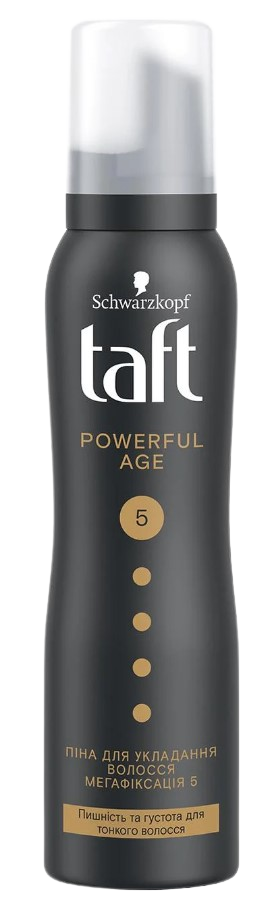 Schwarzkopf
taft
POWERFUL
AGE
5
ПІНА ДЛЯ УКЛАДАННЯ
ВОЛОССЯ
МЕГАФІКСАЦІЯ 5
Пишність та густота для
тонкого волосся